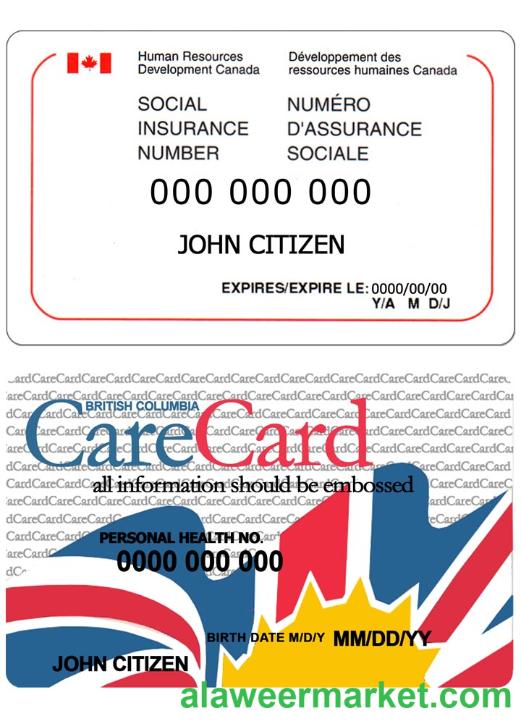 Human Resources Développement des
Development Canada ressources humaines Canada
SOCIAL NUMÉRO
INSURANCE D'ASSURANCE
NUMBER SOCIALE
000 000 000
JOHN CITIZEN
EXPIRES/EXPIRE LE: 0000/00/00
Y/A M D/J
BRITISH COLUMBIA
CareCard
all information should be embossed
PERSONAL HEALTH NO.
0000 000 000
BIRTH DATE M/D/Y MM/DD/YY
JOHN CITIZEN
alaweermarket.com